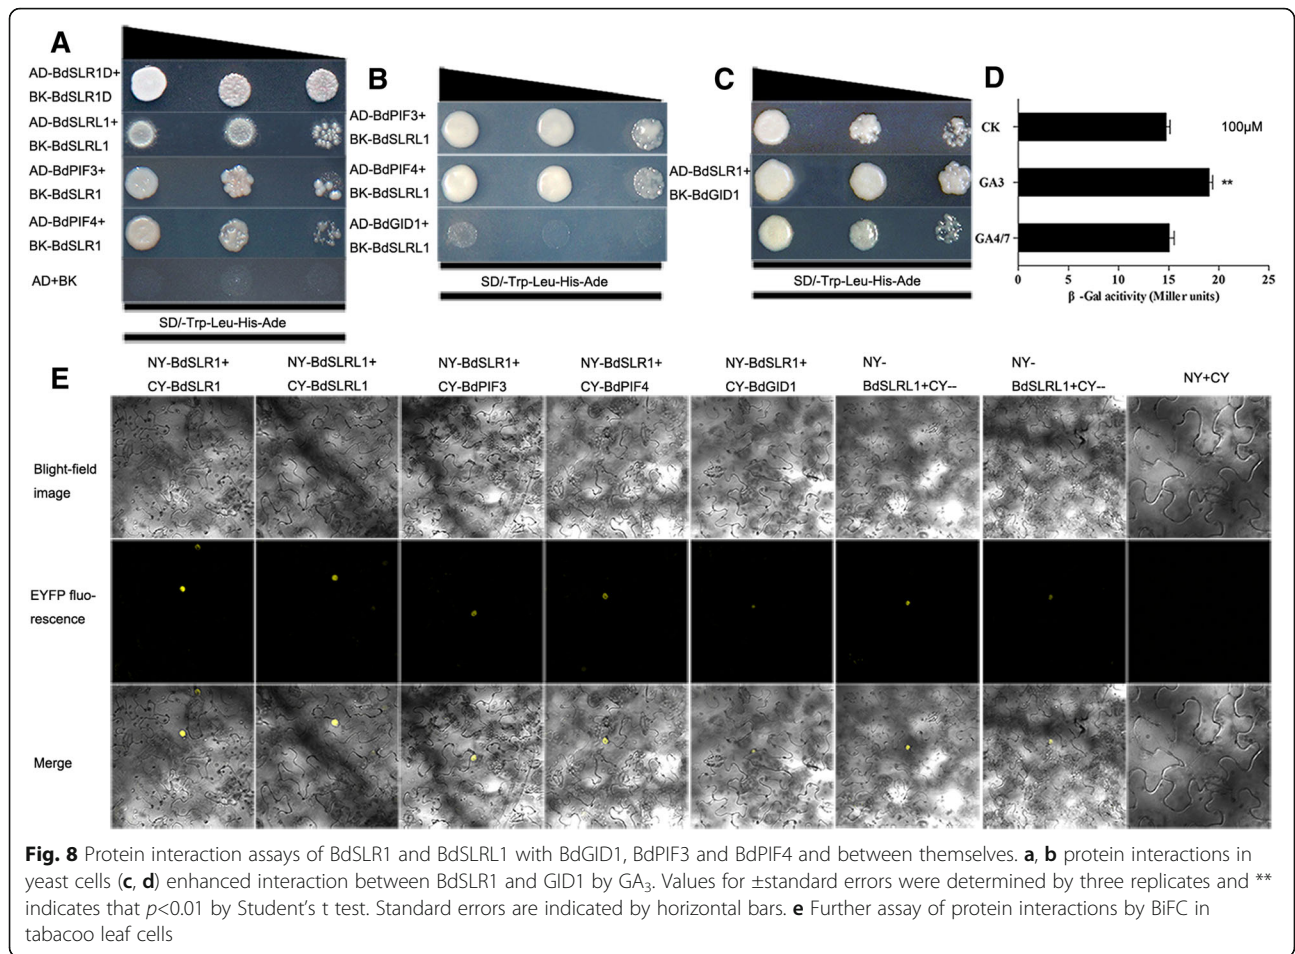 A
AD-BdSLR1D+
BK-BdSLR1D
AD-BdSLRL1+
BK-BdSLRL1
AD-BdPIF3+
BK-BdSLR1
AD-BdPIF4+
BK-BdSLR1
AD+BK
SD/-Trp-Leu-His-Ade
B
AD-BdPIF3+
BK-BdSLRL1
AD-BdPIF4+
BK-BdSLRL1
AD-BdGID1+
BK-BdSLRL1
SD/-Trp-Leu-His-Ade
C
AD-BdSLR1+
BK-BdGID1
SD/-Trp-Leu-His-Ade
D
CK
100μM
GA3
**
GA4/7
0 5 10 15 20 25
β -Gal acitivity (Miller units)
E
NY-BdSLR1+
CY-BdSLR1
NY-BdSLRL1+
CY-BdSLRL1
NY-BdSLR1+
CY-BdPIF3
NY-BdSLR1+
CY-BdPIF4
NY-BdSLR1+
CY-BdGID1
NY-
BdSLRL1+CY--
NY-
BdSLRL1+CY--
NY+CY
Blight-field
image
EYFP fluo-
rescence
Merge
Fig. 8 Protein interaction assays of BdSLR1 and BdSLRL1 with BdGID1, BdPIF3 and BdPIF4 and between themselves. a, b protein interactions in
yeast cells (c, d) enhanced interaction between BdSLR1 and GID1 by GA3. Values for ±standard errors were determined by three replicates and **
indicates that p<0.01 by Student's t test. Standard errors are indicated by horizontal bars. e Further assay of protein interactions by BiFC in
tabacoo leaf cells